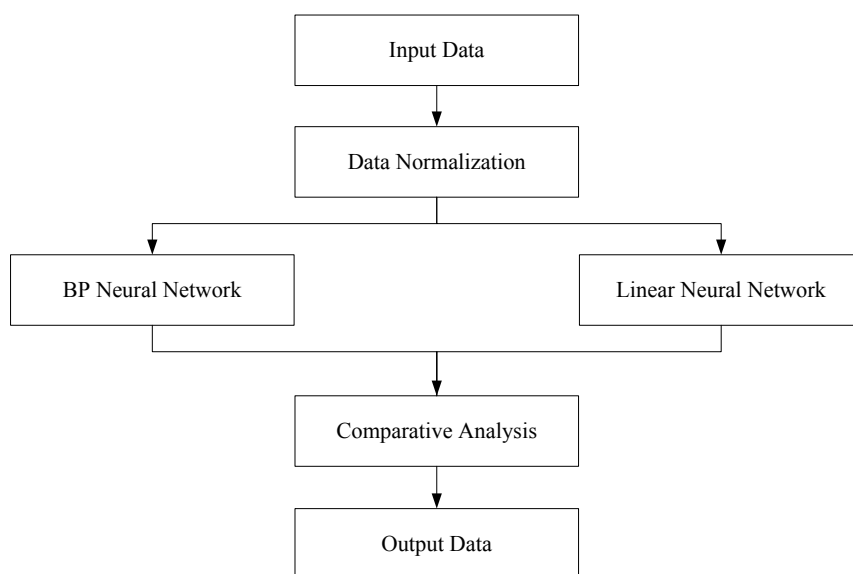 Input Data
Data Normalization
BP Neural Network
Linear Neural Network
Comparative Analysis
Output Data